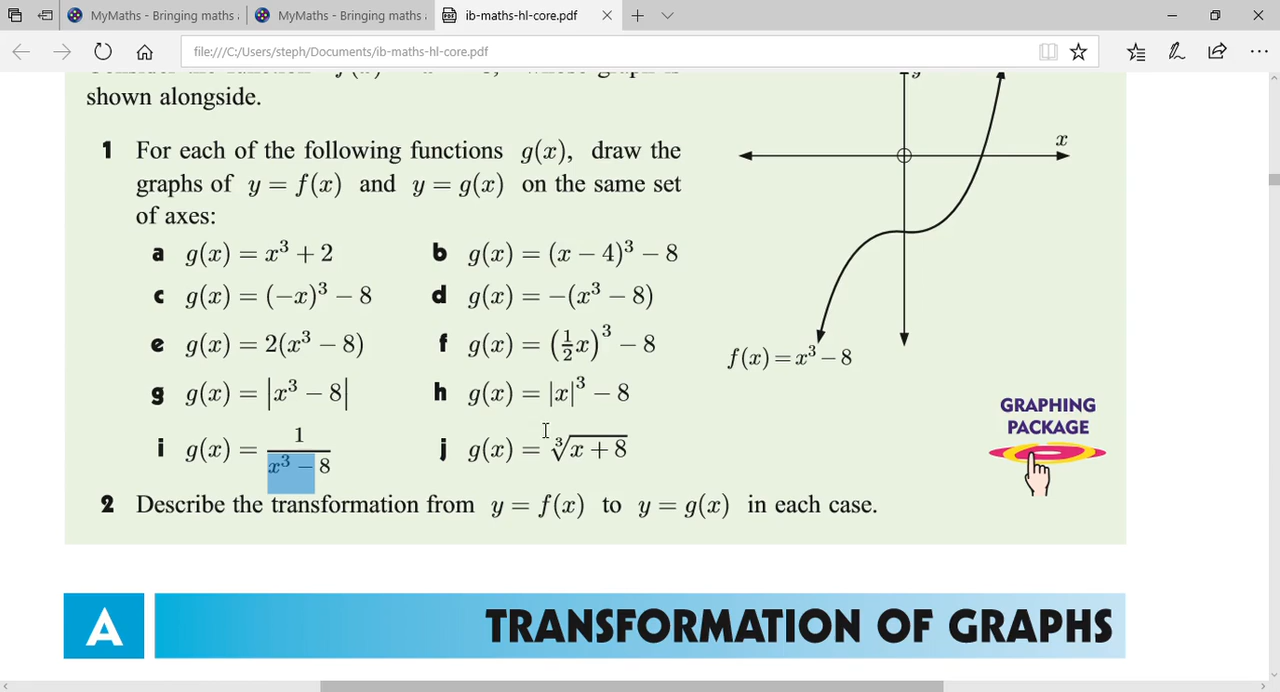 MyMaths - Bringing maths
MyMaths - Bringing maths
ib-maths-hl-core.pdf
file:///C:/Users/steph/Documents/ib-maths-hl-core.pdf
shown alongside.
1 For each of the following functions g(x), draw the
graphs of y = f(x) and y = g(x) on the same set
of axes:
a g(x) = x³ + 2
b g(x) = (x − 4)³ − 8
c g(x) = (−x)³ − 8
d g(x) = −(x³ − 8)
e g(x) = 2(x³ − 8)
f g(x) = (½x)³ − 8
g g(x) = |x³ − 8|
h g(x) = |x|³ − 8
i g(x) = 1/(x³ − 8)
j g(x) = ∛(x + 8)
2 Describe the transformation from y = f(x) to y = g(x) in each case.
y
x
f(x) = x³ − 8
GRAPHING
PACKAGE
A TRANSFORMATION OF GRAPHS